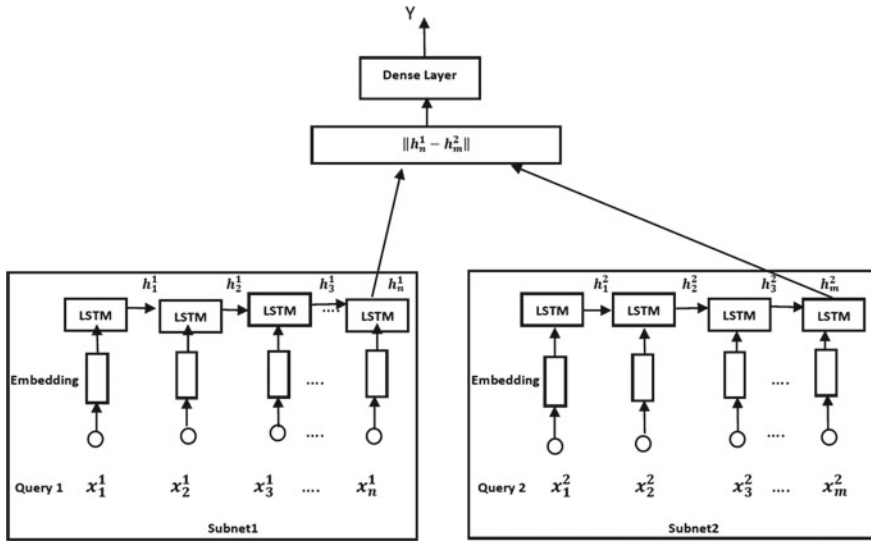 Y
Dense Layer
‖h_n^1 − h_m^2‖
h_1^1 h_2^1 h_3^1 h_n^1
LSTM LSTM LSTM .... LSTM
Embedding ....
....
Query 1 x_1^1 x_2^1 x_3^1 .... x_n^1
Subnet1
h_1^2 h_2^2 h_3^2 h_m^2
LSTM LSTM LSTM LSTM
Embedding ....
....
Query 2 x_1^2 x_2^2 x_3^2 .... x_m^2
Subnet2